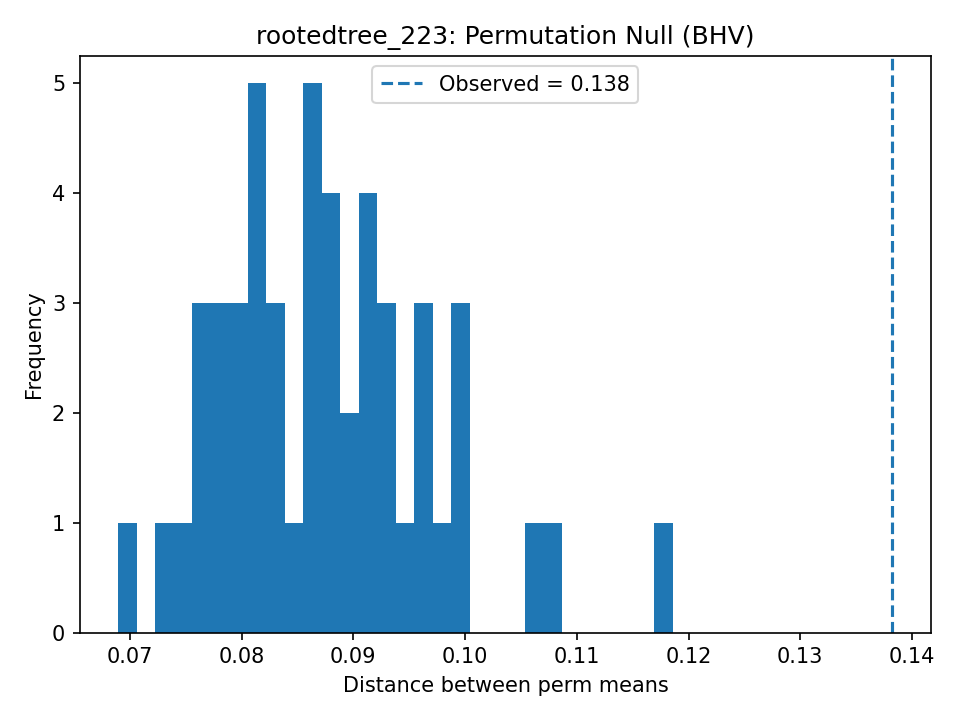 rootedtree_223: Permutation Null (BHV)
Observed = 0.138
Frequency
5
4
3
2
1
0
0.07 0.08 0.09 0.10 0.11 0.12 0.13 0.14
Distance between perm means